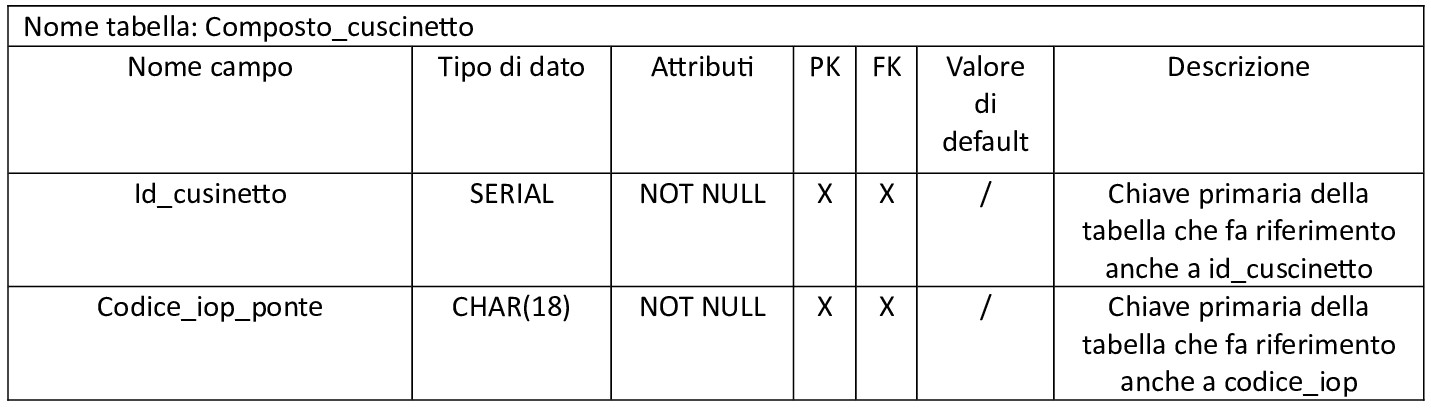 Nome tabella: Composto_cuscinetto
Nome campo Tipo di dato Attributi PK FK Valore di default Descrizione
Id_cusinetto SERIAL NOT NULL X X / Chiave primaria della
tabella che fa riferimento
anche a id_cuscinetto
Codice_iop_ponte CHAR(18) NOT NULL X X / Chiave primaria della
tabella che fa riferimento
anche a codice_iop